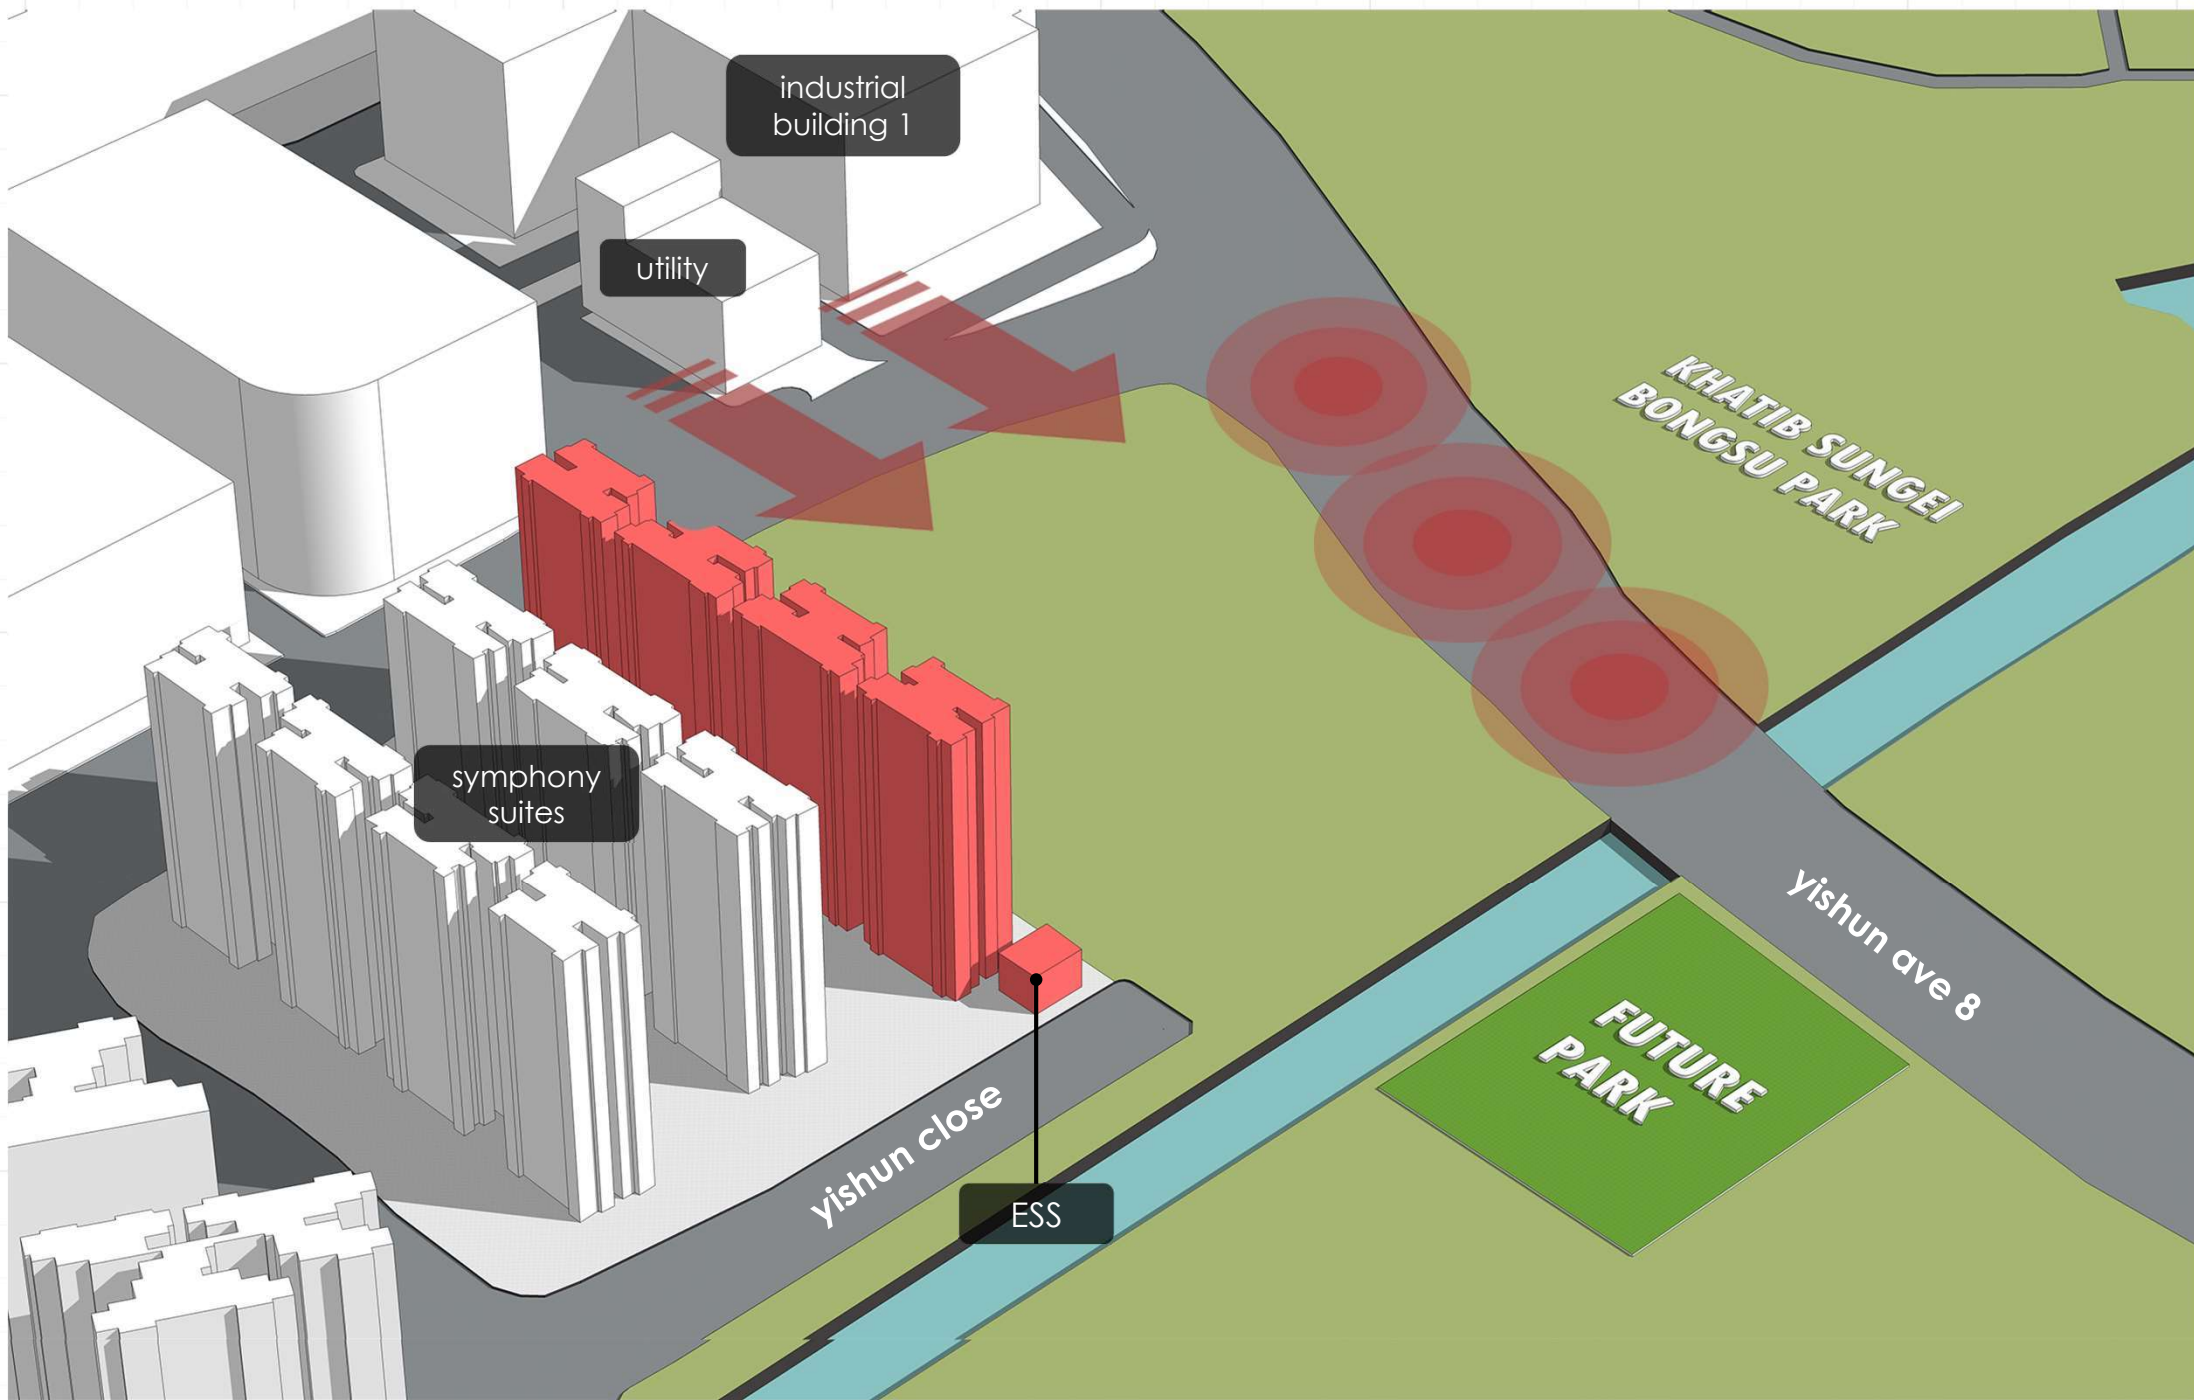 industrial
building 1
utility
KHATIB SUNGEI
BONGSU PARK
symphony
suites
yishun ave 8
FUTURE
PARK
yishun close
ESS